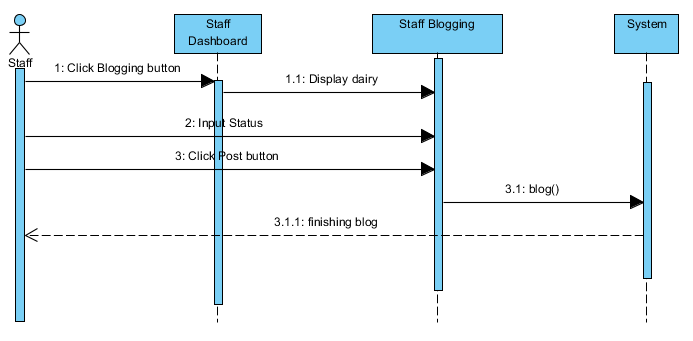 Staff
Dashboard
Staff Blogging
System
Staff
1: Click Blogging button
1.1: Display dairy
2: Input Status
3: Click Post button
3.1: blog()
3.1.1: finishing blog